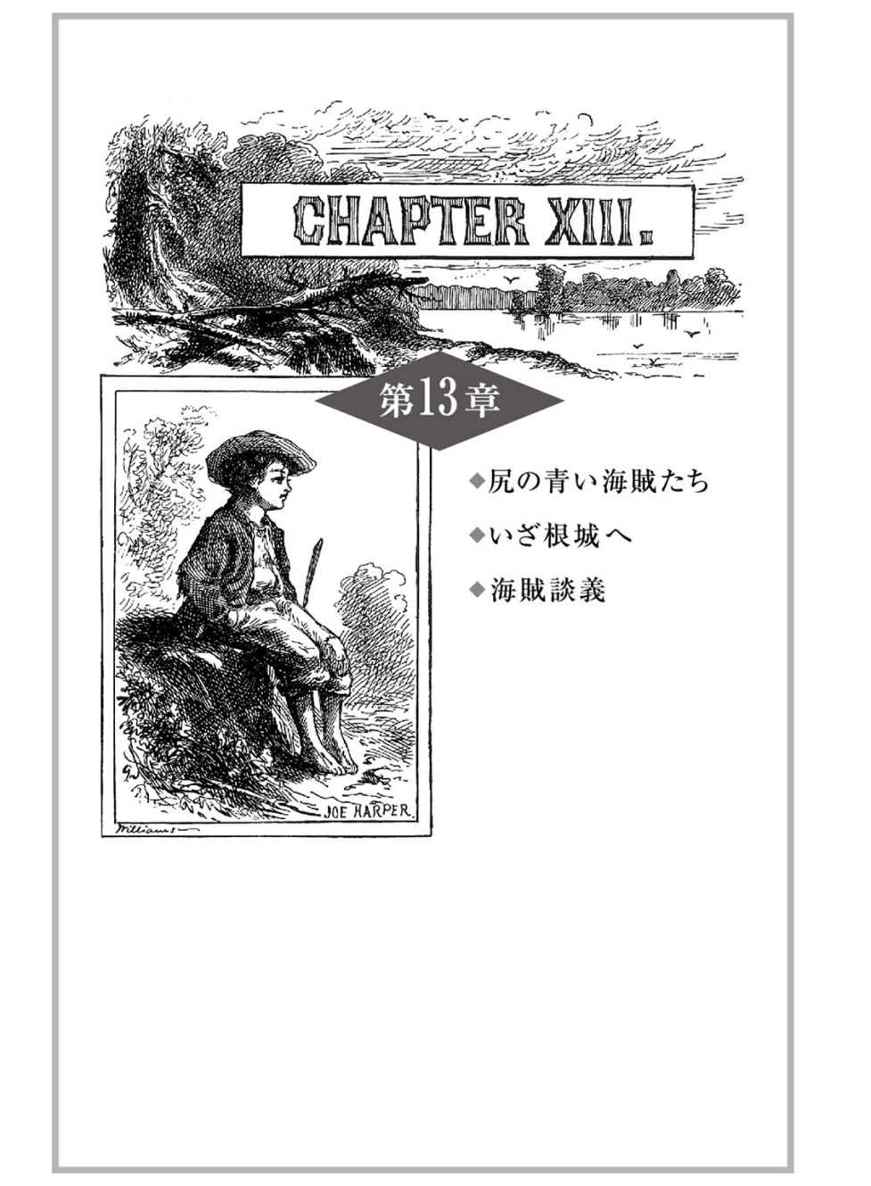 CHAPTER XIII.
第13章
◆尻の青い海賊たち
◆いざ根城へ
◆海賊談義
JOE HARPER.
Williams